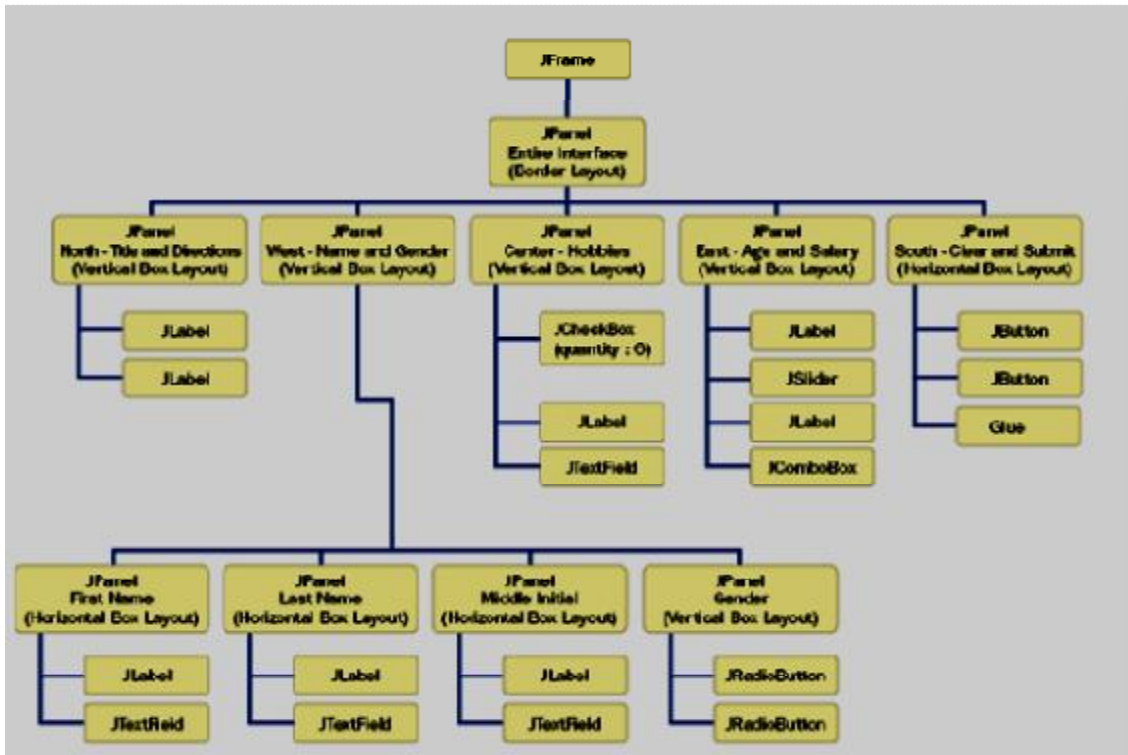 JFrame
JPanel
Entire Interface
(Border Layout)
JPanel
North - Title and Directions
(Vertical Box Layout)
JPanel
West - Name and Gender
(Vertical Box Layout)
JPanel
Center - Hobbies
(Vertical Box Layout)
JPanel
East - Age and Salary
(Vertical Box Layout)
JPanel
South - Clear and Submit
(Horizontal Box Layout)
JLabel
JLabel
JCheckBox
(quantity :
JLabel
JTextField
JLabel
JSlider
JLabel
JComboBox
JButton
JButton
Glue
JPanel
First Name
(Horizontal Box Layout)
JLabel
JTextField
JPanel
Last Name
(Horizontal Box Layout)
JLabel
JTextField
JPanel
Middle Initial
(Horizontal Box Layout)
JLabel
JTextField
JPanel
Gender
(Vertical Box Layout)
JRadioButton
JRadioButton